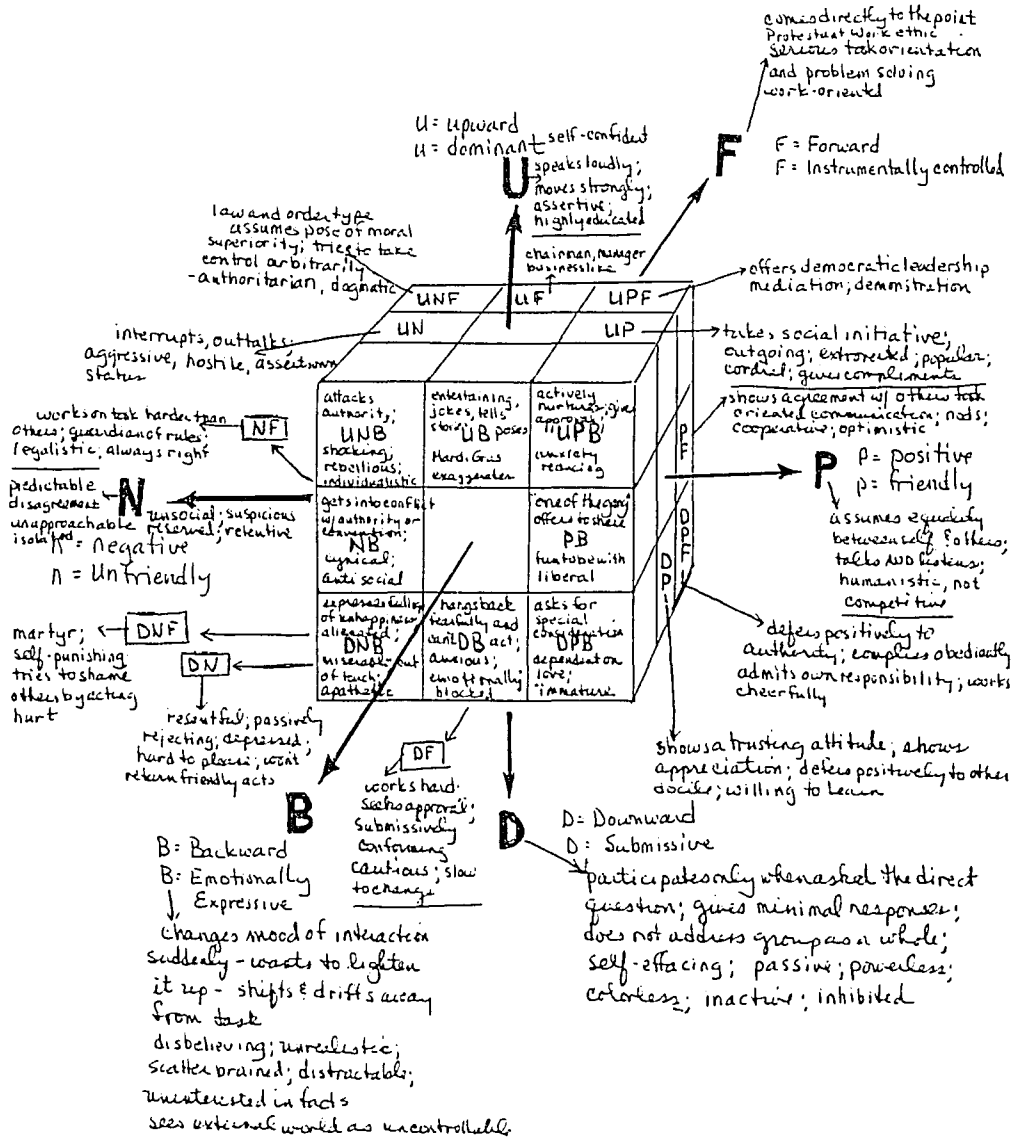 comes directly to the point
Protestant work ethic
Serious task orientation
and problem solving
work-oriented
F
F = Forward
F = Instrumentally controlled
U = upward
U = dominant
U
self-confident
speaks loudly;
moves strongly;
assertive;
highly educated
chairman, manager
businesslike
law and order type
assumes pose of moral
superiority; tries to take
control arbitrarily
-authoritarian, dogmatic
UNF
UF
UPF
offers democratic leadership
mediation;
UN
UP
interrupts, outtalks;
aggressive, hostile,
status
takes social initiative;
outgoing; extroverted; popular;
cordial; gives compliments
works on task harder than
others; guardian of rules;
legalistic; always right
NF
attacks
authority;
UNB
shocking;
rebellious;
individualistic
entertaining,
jokes, tells
UB poses
exaggerates
actively
nurtures, give
approval;
UPB
anxiety
reducing
PF
shows agreement w/ others task
oriented communication; nods;
cooperative; optimistic
predictable
disagreement
unapproachable
isolated
N
unsocial; suspicious
reserved; retentive
n = negative
n = Unfriendly
gets into conflict
w/ authority or
convention;
NB
cynical;
anti social
one of the gang
PB
fun to be with
liberal
DPF
DP
P
P = positive
P = friendly
assumes equality
between self & others;
talks AND listens;
humanistic, not
competitive
DNF
martyr;
self-punishing
tries to shame
others by acting
hurt
DN
resentful; passively
rejecting; depressed;
hard to please; won't
return friendly acts
of unhappiness
alienated;
DNB
miserable; out
of touch;
apathetic
hangs back
tearfully and
DB act;
anxious;
emotionally
blocked
asks for
special
consideration
DPB
dependent on
love;
immature
defers positively to
authority; complies obediently
admits own responsibility; works
cheerfully
shows a trusting attitude; shows
appreciation; defers positively to other
docile; willing to learn
DF
works hard
seeks approval;
submissively
conforming
cautious; slow
to change
B
B = Backward
B = Emotionally
Expressive
changes mood of interaction
suddenly - wants to lighten
it up - shifts & drifts away
from task
disbelieving; unrealistic;
scatter brained; distractable;
uninterested in facts
sees external world as uncontrollable
D
D = Downward
D = Submissive
participates only when asked the direct
question; gives minimal responses;
does not address group as a whole;
self-effacing; passive; powerless;
colorless; inactive; inhibited